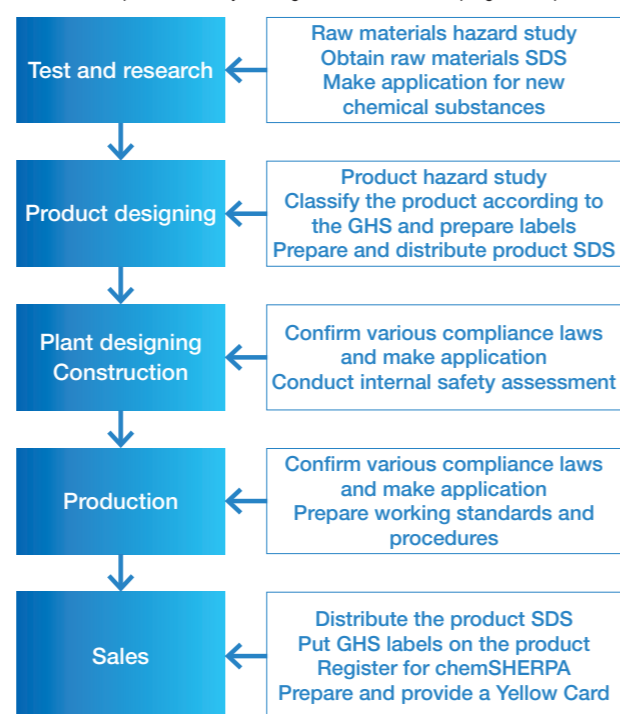 Test and research
Raw materials hazard study
Obtain raw materials SDS
Make application for new
chemical substances
Product designing
Product hazard study
Classify the product according to
the GHS and prepare labels
Prepare and distribute product SDS
Plant designing
Construction
Confirm various compliance laws
and make application
Conduct internal safety assessment
Production
Confirm various compliance laws
and make application
Prepare working standards and
procedures
Sales
Distribute the product SDS
Put GHS labels on the product
Register for chemSHERPA
Prepare and provide a Yellow Card